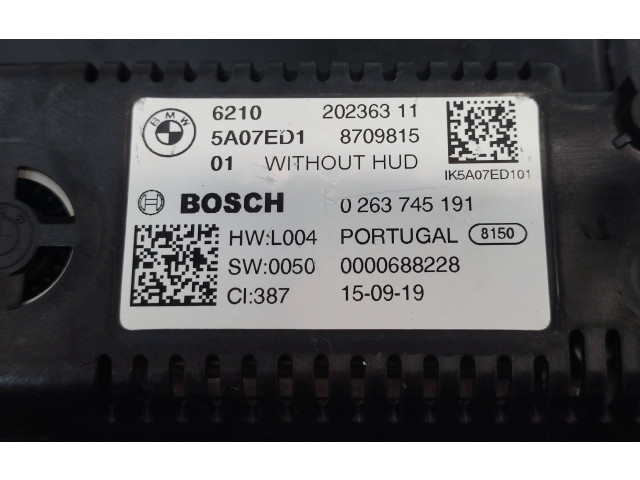 BMW
6210 202363 11
5A07ED1 8709815
01 WITHOUT HUD
IK5A07ED101
BOSCH 0 263 745 191
HW:L004 PORTUGAL 8150
SW:0050 0000688228
CI:387 15-09-19